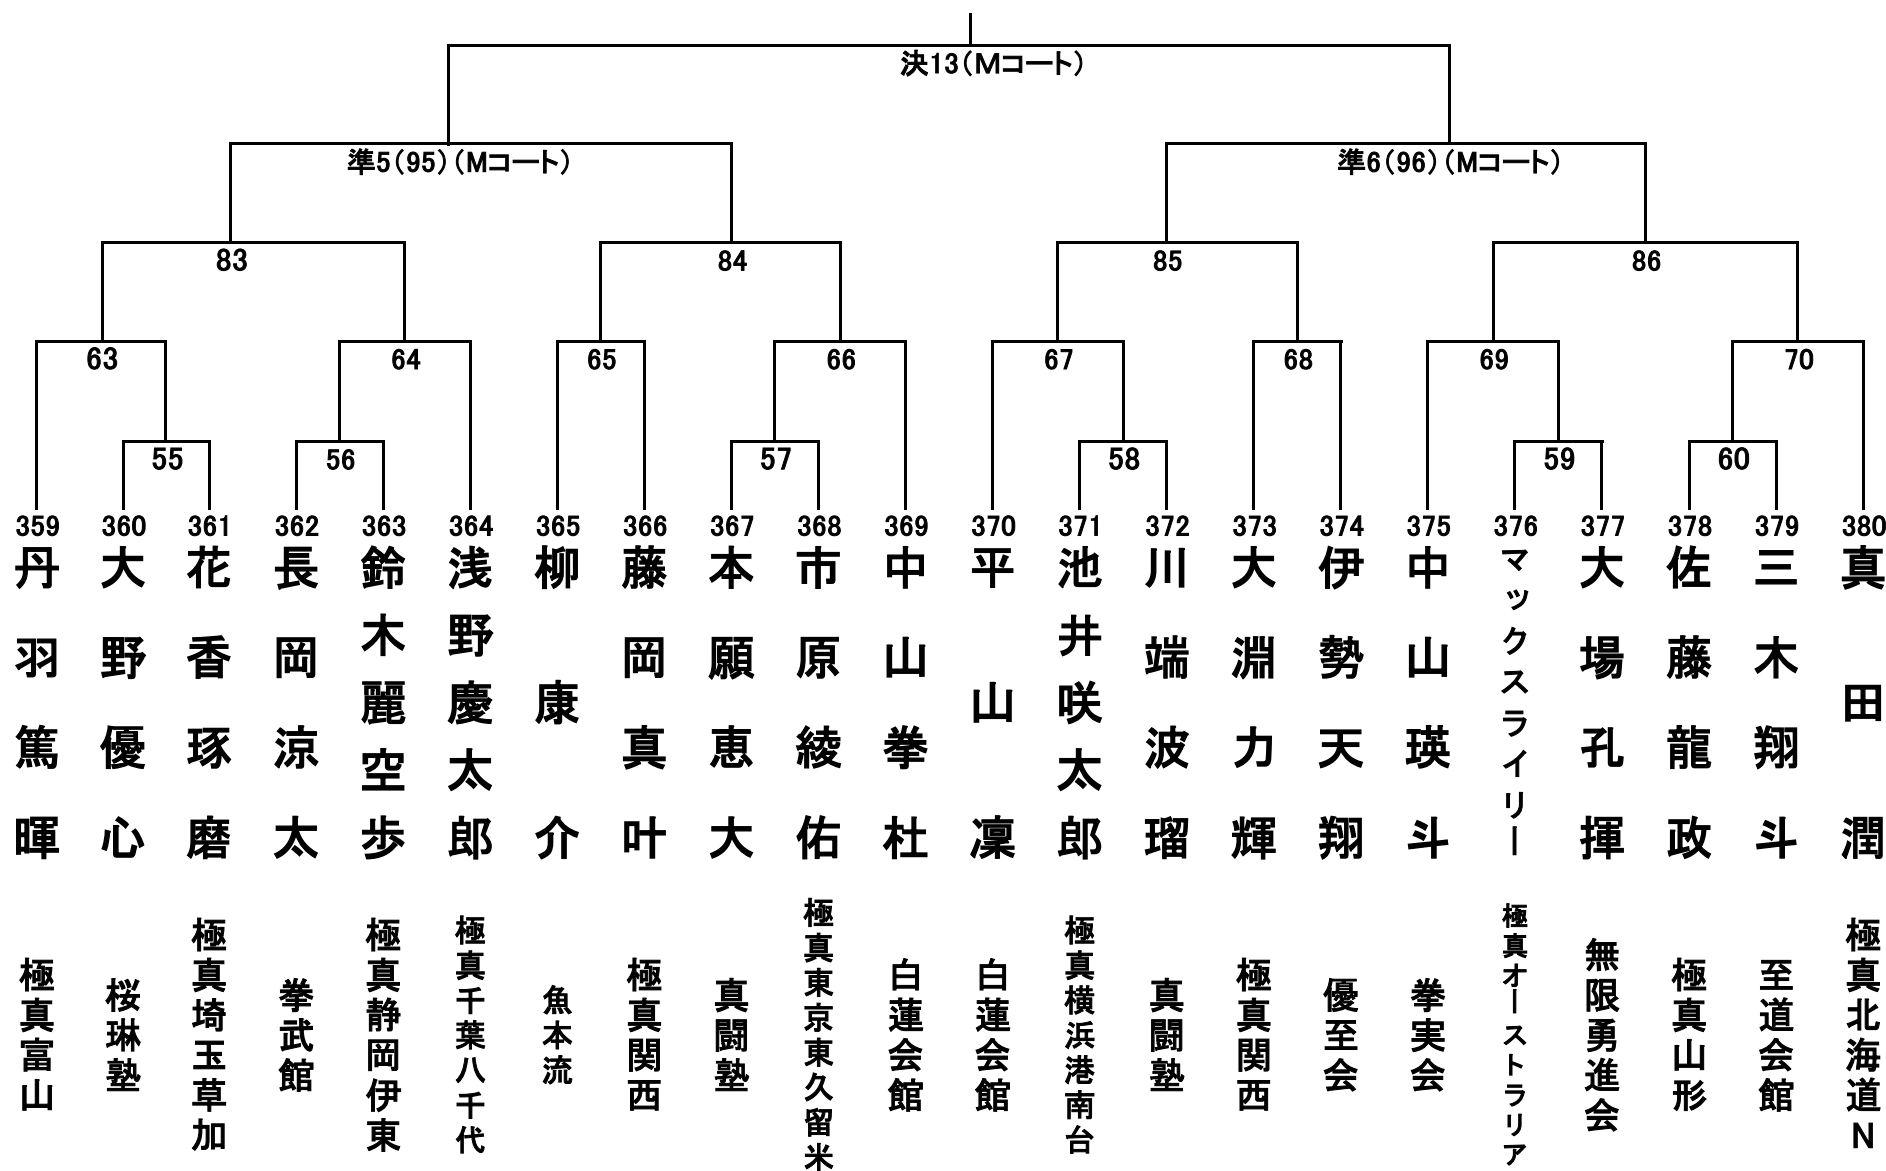 決13(Mコート)
準5(95)(Mコート)
準6(96)(Mコート)
83
84
85
86
63
64
65
66
67
68
69
70
55
56
57
58
59
60
359
360
361
362
363
364
365
366
367
368
369
370
371
372
373
374
375
376
377
378
379
380
丹羽篤暉
大野優心
花香琢磨
長岡涼太
鈴木麗空歩
浅野慶太郎
柳康介
藤岡真叶
本願恵大
市原綾佑
中山拳杜
平山凜
池井咲太郎
川端波瑠
大淵力輝
伊勢天翔
中山瑛斗
マックスライリー
大場孔揮
佐藤龍政
三木翔斗
真田潤
極真富山
桜琳塾
極真埼玉草加
拳武館
極真静岡伊東
極真千葉八千代
魚本流
極真関西
真闘塾
極真東京東久留米
白蓮会館
白蓮会館
極真横浜港南台
真闘塾
極真関西
優至会
拳実会
極真オーストラリア
無限勇進会
極真山形
至道会館
極真北海道N